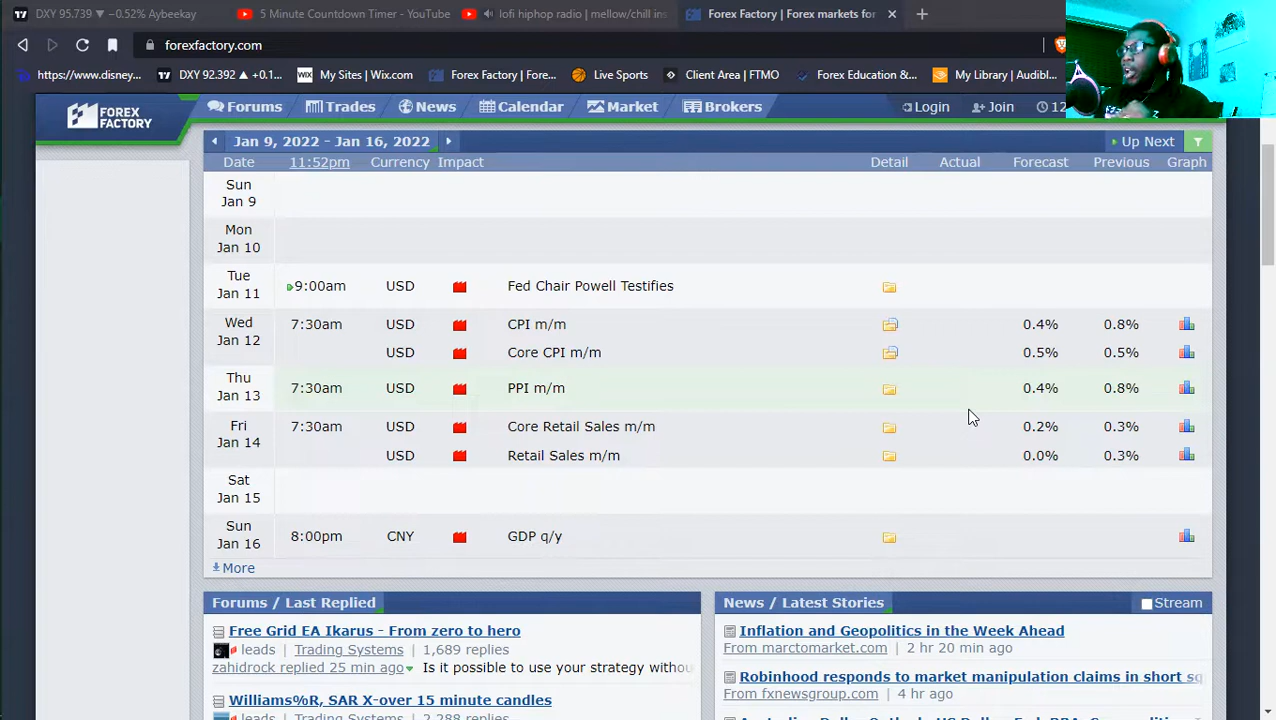 DXY 95.739 ▼ −0.52% Aybeekay
5 Minute Countdown Timer - YouTube
lofi hiphop radio | mellow/chill ins
Forex Factory | Forex markets for
forexfactory.com
https://www.disney...
DXY 92.392 ▲ +0.1...
My Sites | Wix.com
Forex Factory | Fore...
Live Sports
Client Area | FTMO
Forex Education &...
My Library | Audibl...
FOREX FACTORY
Forums
Trades
News
Calendar
Market
Brokers
Login
Join
12
Jan 9, 2022 - Jan 16, 2022
Up Next
Date 11:52pm Currency Impact Detail Actual Forecast Previous Graph
Sun
Jan 9
Mon
Jan 10
Tue
Jan 11
9:00am USD Fed Chair Powell Testifies
Wed
Jan 12
7:30am USD CPI m/m 0.4% 0.8%
USD Core CPI m/m 0.5% 0.5%
Thu
Jan 13
7:30am USD PPI m/m 0.4% 0.8%
Fri
Jan 14
7:30am USD Core Retail Sales m/m 0.2% 0.3%
USD Retail Sales m/m 0.0% 0.3%
Sat
Jan 15
Sun
Jan 16
8:00pm CNY GDP q/y
More
Forums / Last Replied
Free Grid EA Ikarus - From zero to hero
leads | Trading Systems | 1,689 replies
zahidrock replied 25 min ago Is it possible to use your strategy withou
Williams%R, SAR X-over 15 minute candles
leads | Trading Systems | 2,288 replies
News / Latest Stories
Stream
Inflation and Geopolitics in the Week Ahead
From marctomarket.com | 2 hr 20 min ago
Robinhood responds to market manipulation claims in short sq
From fxnewsgroup.com | 4 hr ago